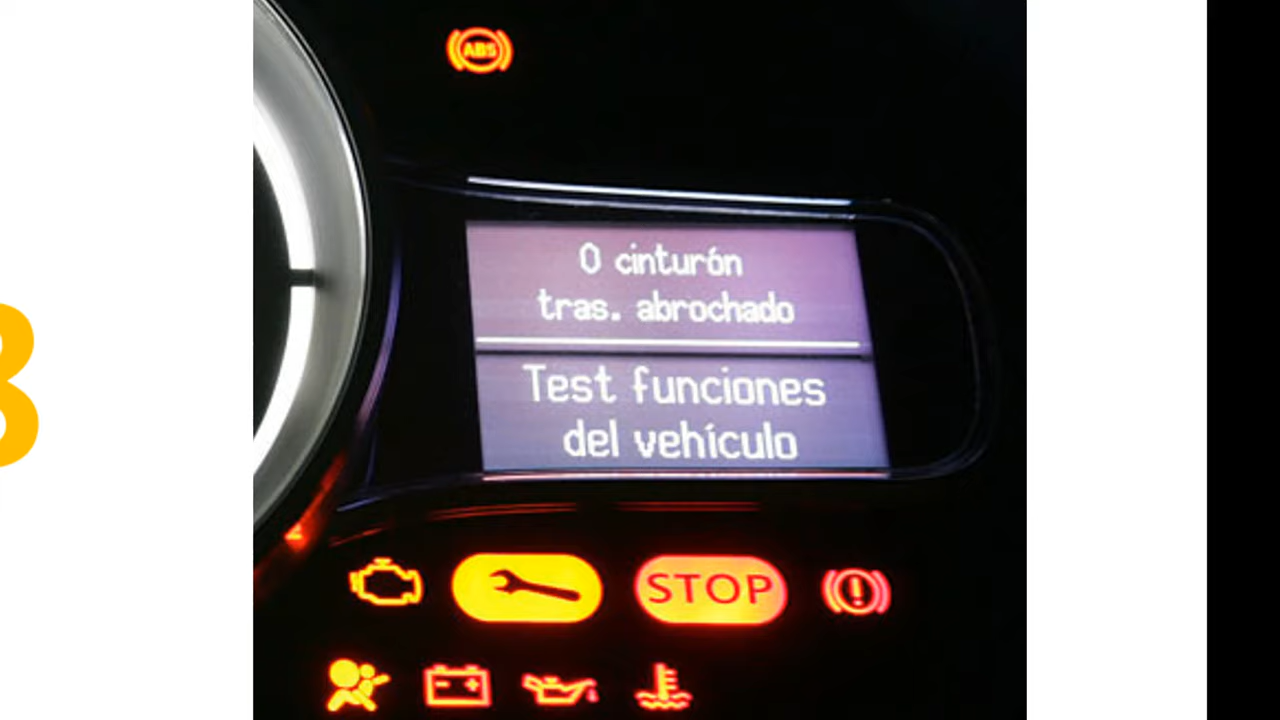 ABS
0 cinturón
tras. abrochado
Test funciones
del vehículo
STOP